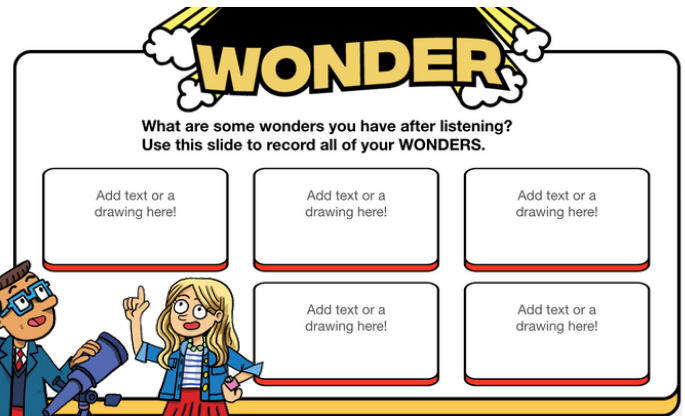 WONDER
What are some wonders you have after listening?
Use this slide to record all of your WONDERS.
Add text or a
drawing here!
Add text or a
drawing here!
Add text or a
drawing here!
Add text or a
drawing here!
Add text or a
drawing here!